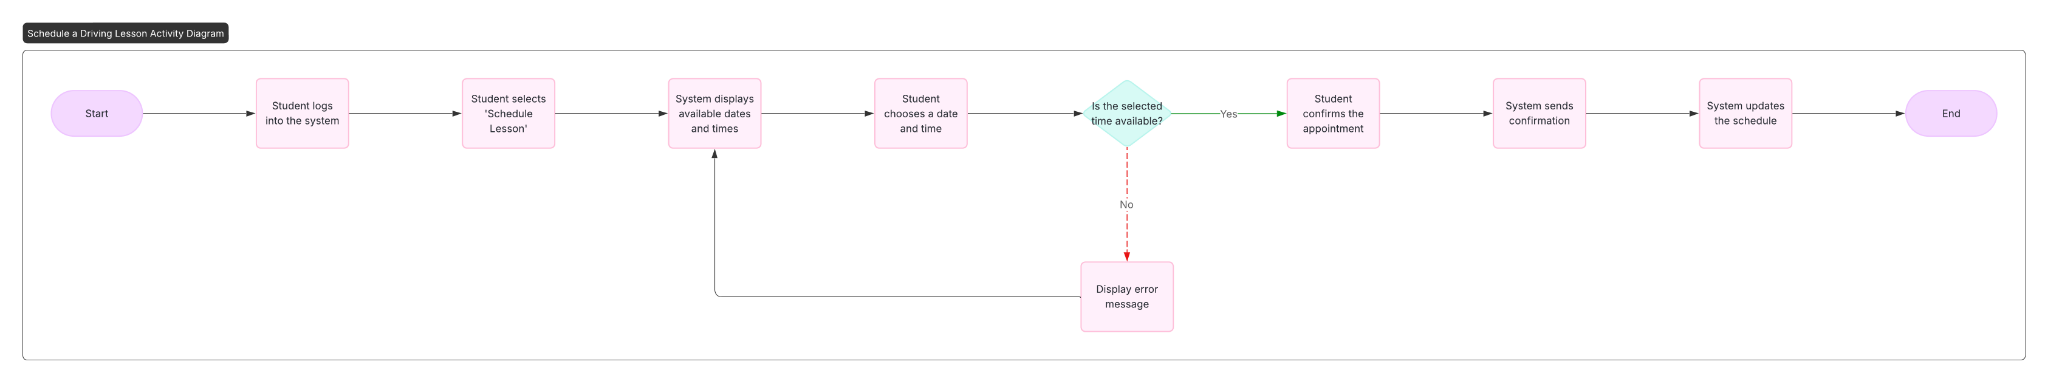 Schedule a Driving Lesson Activity Diagram
Start
Student logs
into the system
Student selects
'Schedule
Lesson'
System displays
available dates
and times
Student
chooses a date
and time
Is the selected
time available?
Yes
Student
confirms the
appointment
System sends
confirmation
System updates
the schedule
End
No
Display error
message